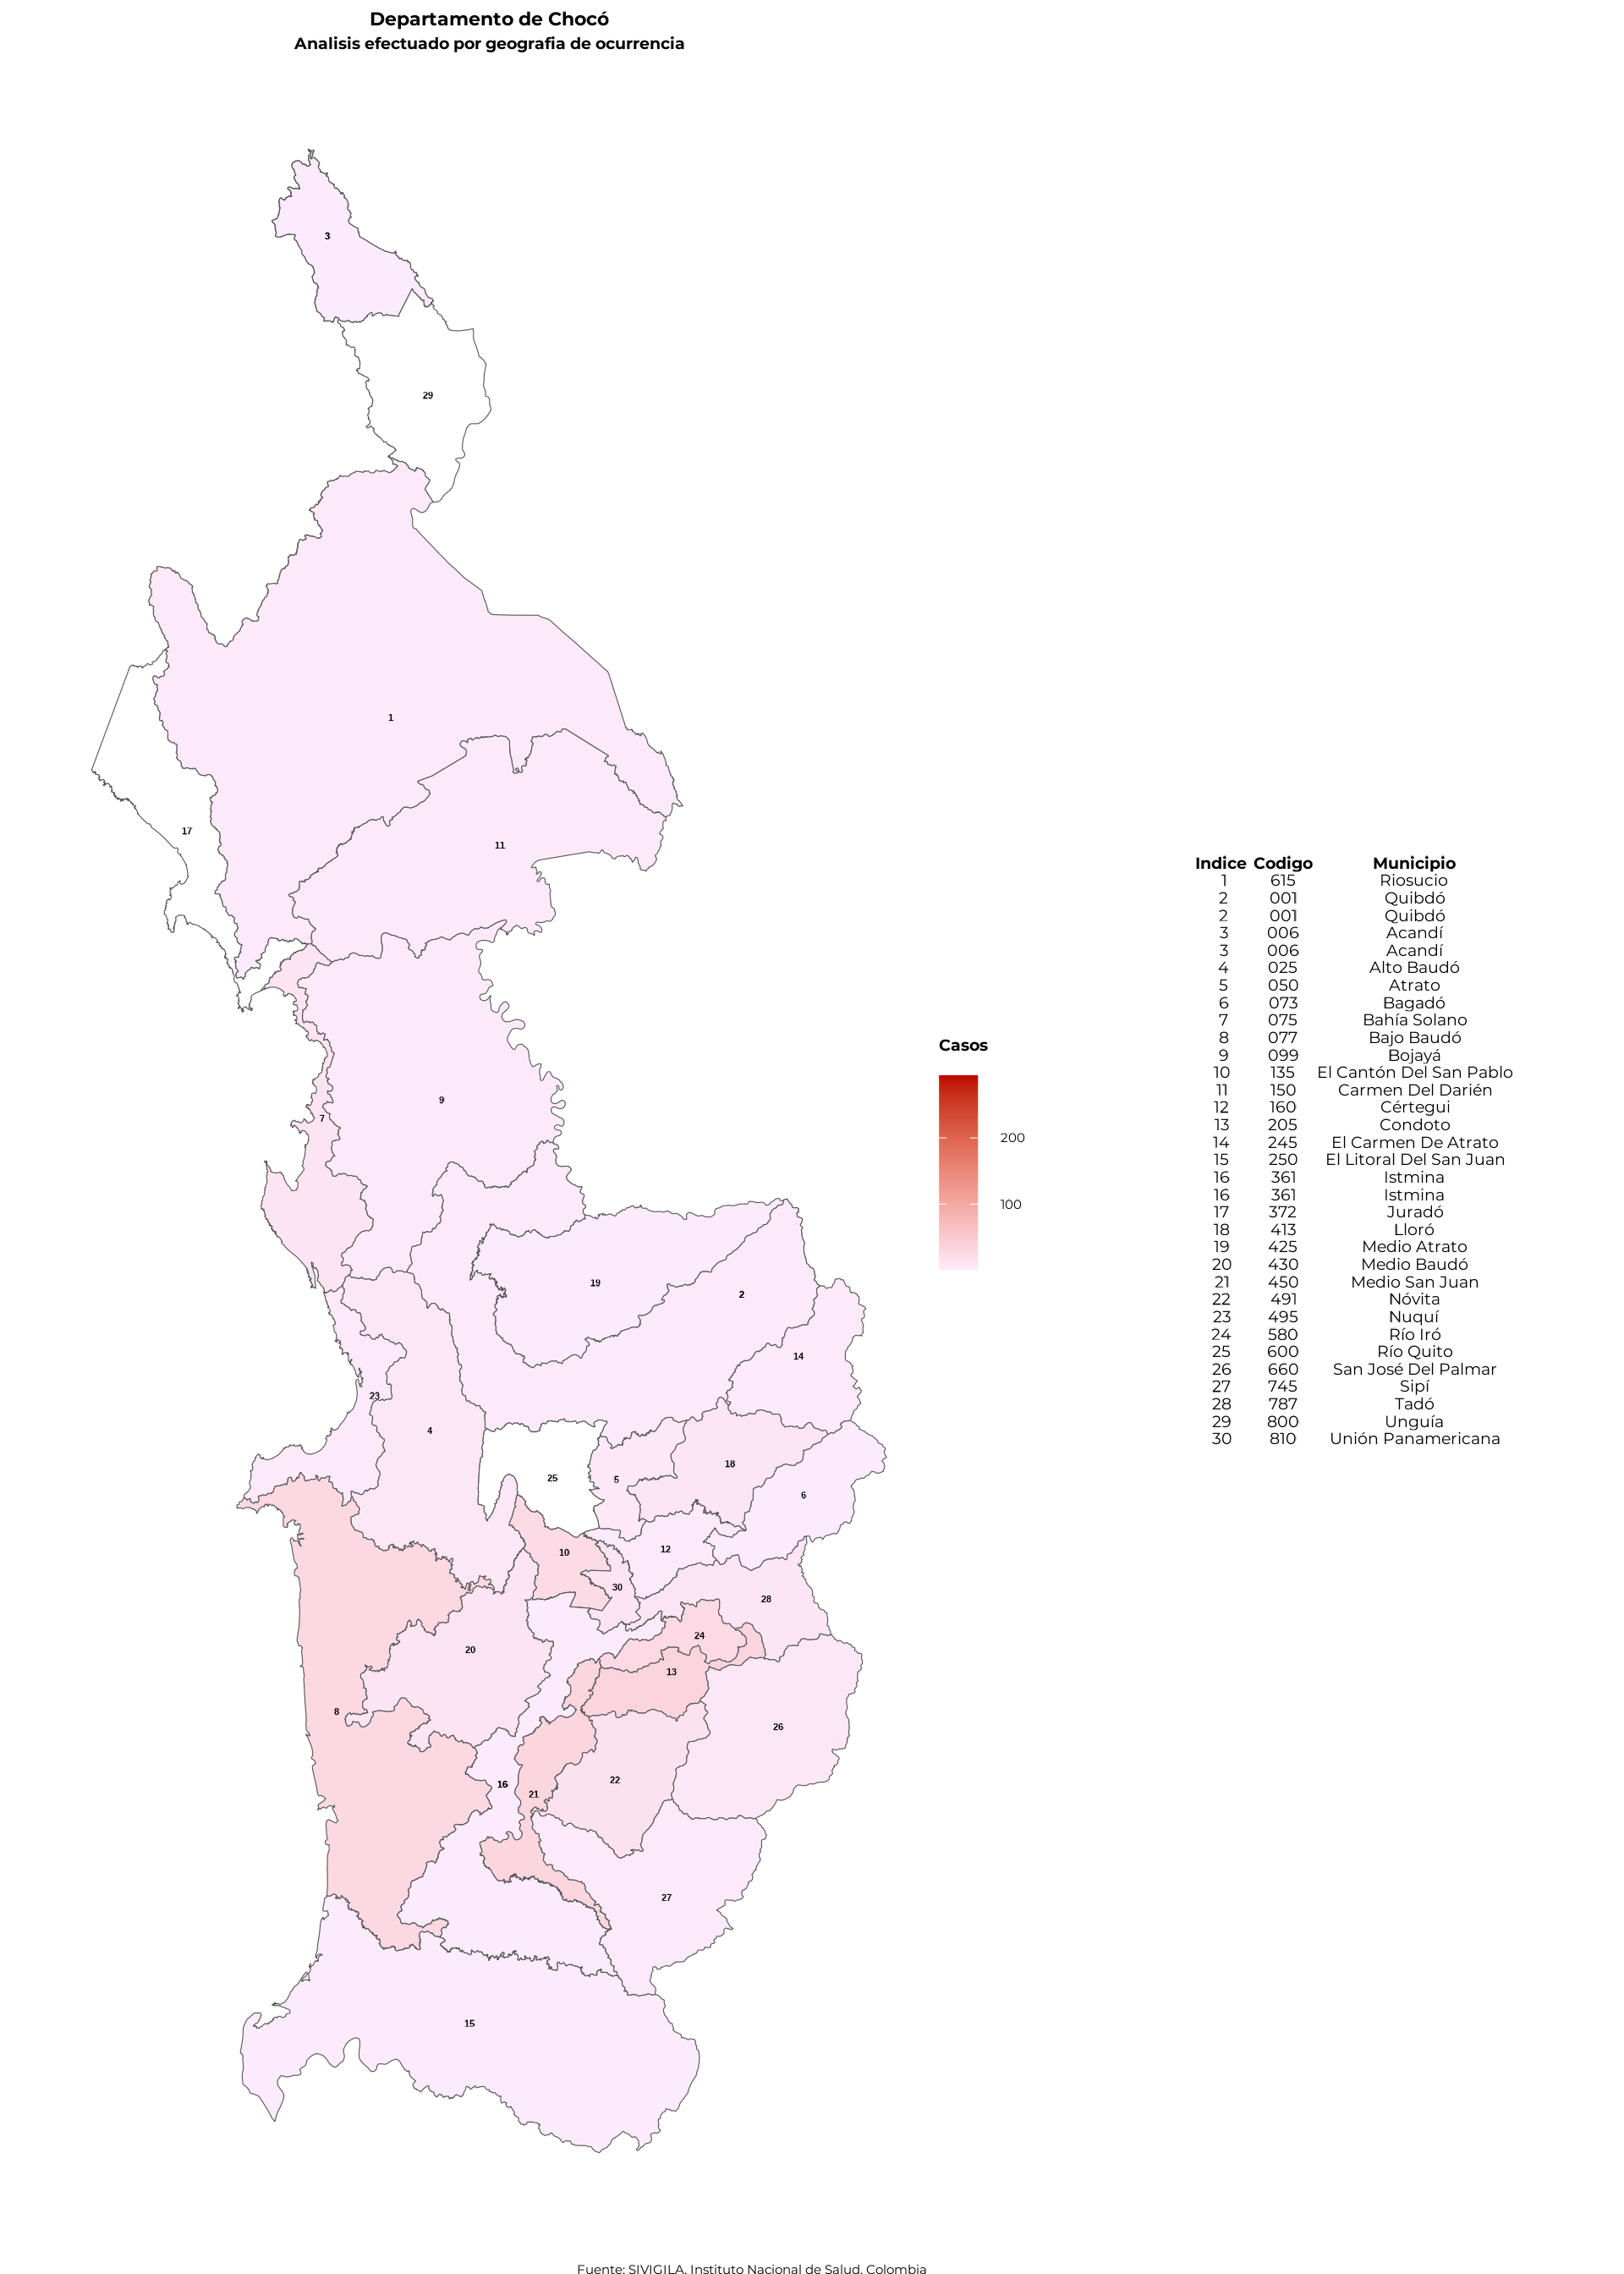 Departamento de Chocó
Analisis efectuado por geografia de ocurrencia
3
29
1
17
11
9
7
19
2
14
23
4
18
25
5
6
10
12
30
28
24
20
13
8
26
22
16
21
27
15
Casos
200
100
Indice Codigo Municipio
1 615 Riosucio
2 001 Quibdó
2 001 Quibdó
3 006 Acandí
3 006 Acandí
4 025 Alto Baudó
5 050 Atrato
6 073 Bagadó
7 075 Bahía Solano
8 077 Bajo Baudó
9 099 Bojayá
10 135 El Cantón Del San Pablo
11 150 Carmen Del Darién
12 160 Cértegui
13 205 Condoto
14 245 El Carmen De Atrato
15 250 El Litoral Del San Juan
16 361 Istmina
16 361 Istmina
17 372 Juradó
18 413 Lloró
19 425 Medio Atrato
20 430 Medio Baudó
21 450 Medio San Juan
22 491 Nóvita
23 495 Nuquí
24 580 Río Iró
25 600 Río Quito
26 660 San José Del Palmar
27 745 Sipí
28 787 Tadó
29 800 Unguía
30 810 Unión Panamericana
Fuente: SIVIGILA. Instituto Nacional de Salud. Colombia